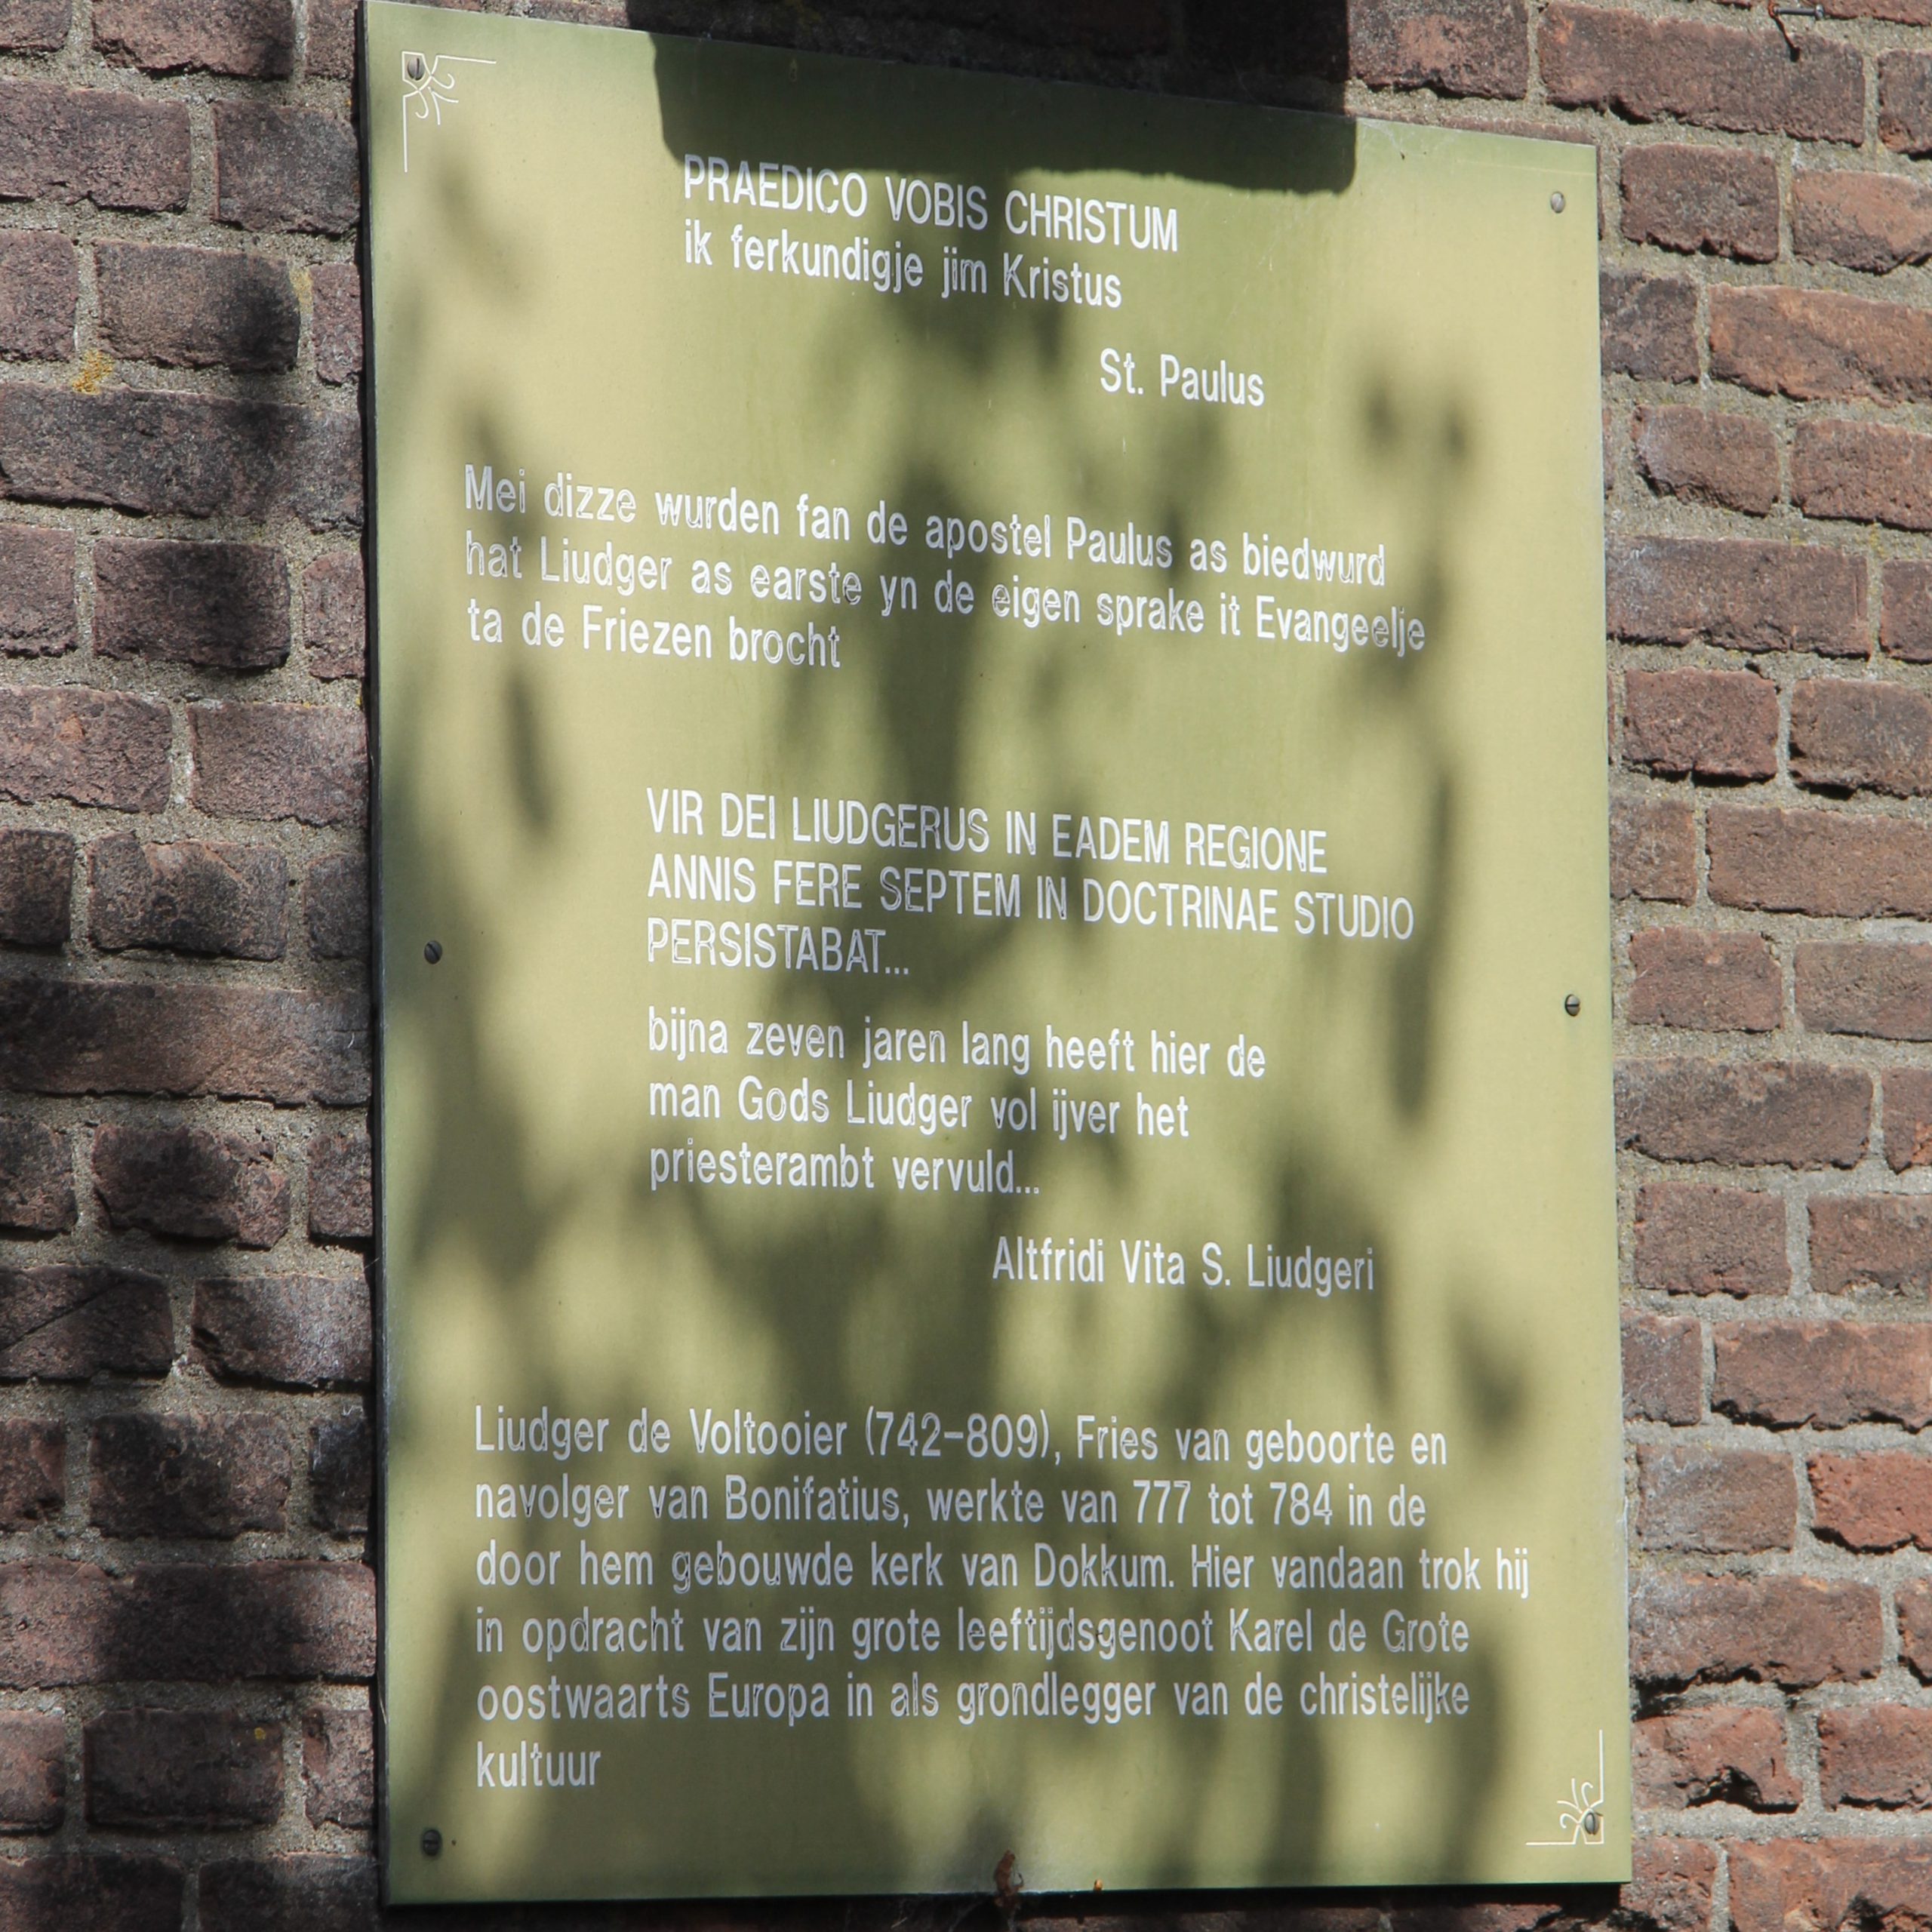 PRAEDICO VOBIS CHRISTUM
ik ferkundigje jim Kristus
St. Paulus
Mei dizze wurden fan de apostel Paulus as biedwurd
hat Liudger as earste yn de eigen sprake it Evangeelje
ta de Friezen brocht
VIR DEI LIUDGERUS IN EADEM REGIONE
ANNIS FERE SEPTEM IN DOCTRINAE STUDIO
PERSISTABAT...
bijna zeven jaren lang heeft hier de
man Gods Liudger vol ijver het
priesterambt vervuld...
Altfridi Vita S. Liudgeri
Liudger de Voltooier (742-809), Fries van geboorte en
navolger van Bonifatius, werkte van 777 tot 784 in de
door hem gebouwde kerk van Dokkum. Hier vandaan trok hij
in opdracht van zijn grote leeftijdsgenoot Karel de Grote
oostwaarts Europa in als grondlegger van de christelijke
kultuur